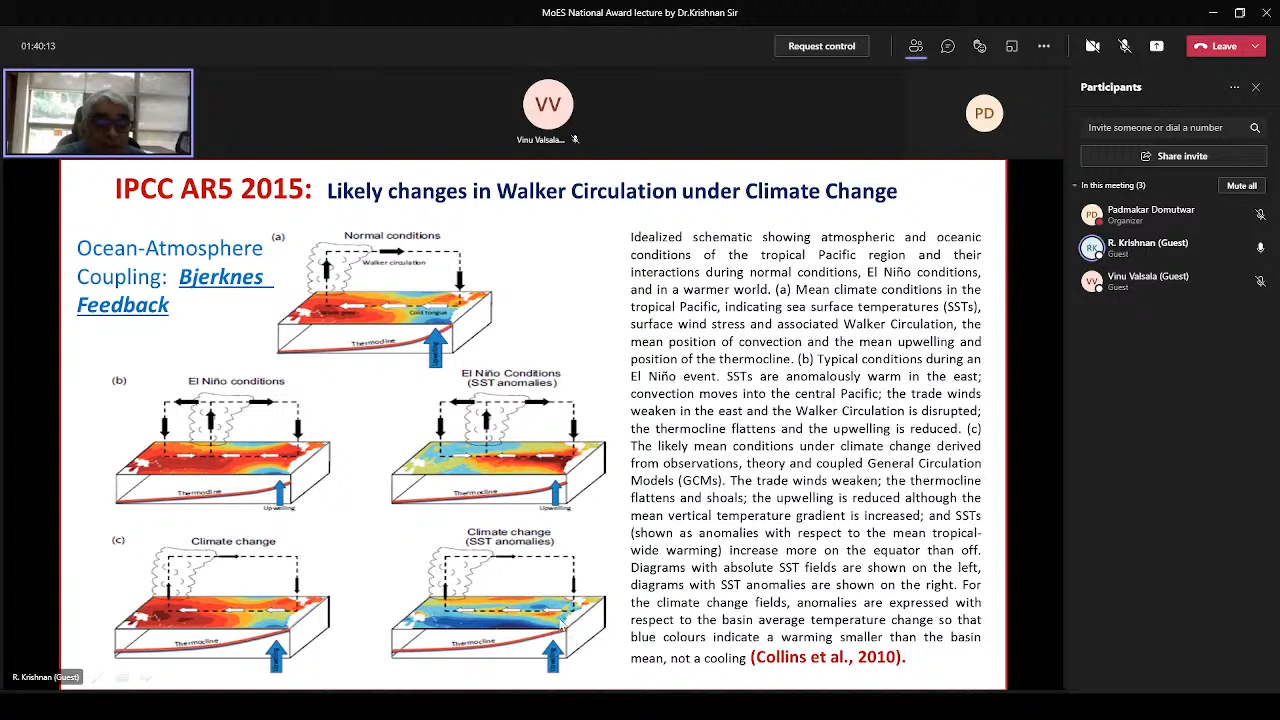 MoES National Award lecture by Dr.Krishnan Sir
01:40:13
Request control
Leave
VV
Vinu Valsala...
PD
Participants
Invite someone or dial a number
Share invite
In this meeting (3)
Mute all
PD
Padmakar Domutwar
Organizer
RK
R. Krishnan (Guest)
Guest
VV
Vinu Valsala (Guest)
Guest
IPCC AR5 2015: Likely changes in Walker Circulation under Climate Change
Ocean-Atmosphere
Coupling: Bjerknes
Feedback
(a)
Normal conditions
Walker circulation
Warm pool
Cold tongue
Thermocline
(b)
El Niño conditions
Thermocline
Upwelling
El Niño Conditions
(SST anomalies)
Thermocline
Upwelling
(c)
Climate change
Thermocline
Climate change
(SST anomalies)
Thermocline
Idealized schematic showing atmospheric and oceanic
conditions of the tropical Pacific region and their
interactions during normal conditions, El Niño conditions,
and in a warmer world. (a) Mean climate conditions in the
tropical Pacific, indicating sea surface temperatures (SSTs),
surface wind stress and associated Walker Circulation, the
mean position of convection and the mean upwelling and
position of the thermocline. (b) Typical conditions during an
El Niño event. SSTs are anomalously warm in the east;
convection moves into the central Pacific; the trade winds
weaken in the east and the Walker Circulation is disrupted;
the thermocline flattens and the upwelling is reduced. (c)
The likely mean conditions under climate change derived
from observations, theory and coupled General Circulation
Models (GCMs). The trade winds weaken; the thermocline
flattens and shoals; the upwelling is reduced although the
mean vertical temperature gradient is increased; and SSTs
(shown as anomalies with respect to the mean tropical-
wide warming) increase more on the equator than off.
Diagrams with absolute SST fields are shown on the left,
diagrams with SST anomalies are shown on the right. For
the climate change fields, anomalies are expressed with
respect to the basin average temperature change so that
blue colours indicate a warming smaller than the basin
mean, not a cooling (Collins et al., 2010).
R. Krishnan (Guest)